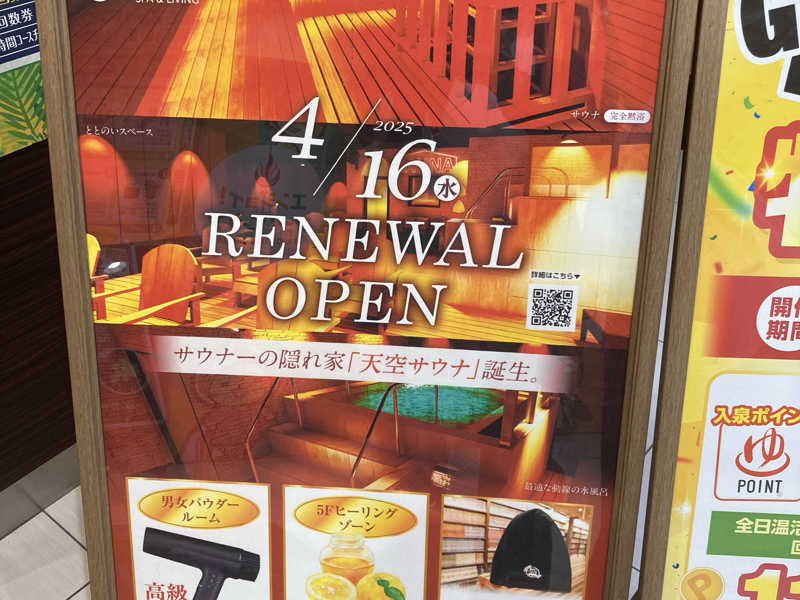 SPA & LIVING
回数券
時間コース
サウナ 完全黙浴
ととのいスペース
4/16 2025
水
RENEWAL
OPEN
詳細はこちら▼
サウナーの隠れ家「天空サウナ」誕生。
最適な動線の水風呂
男女パウダー
ルーム
高級
5Fヒーリング
ゾーン
開催
期間
入泉ポイン
ゆ
POINT
全日温活
P